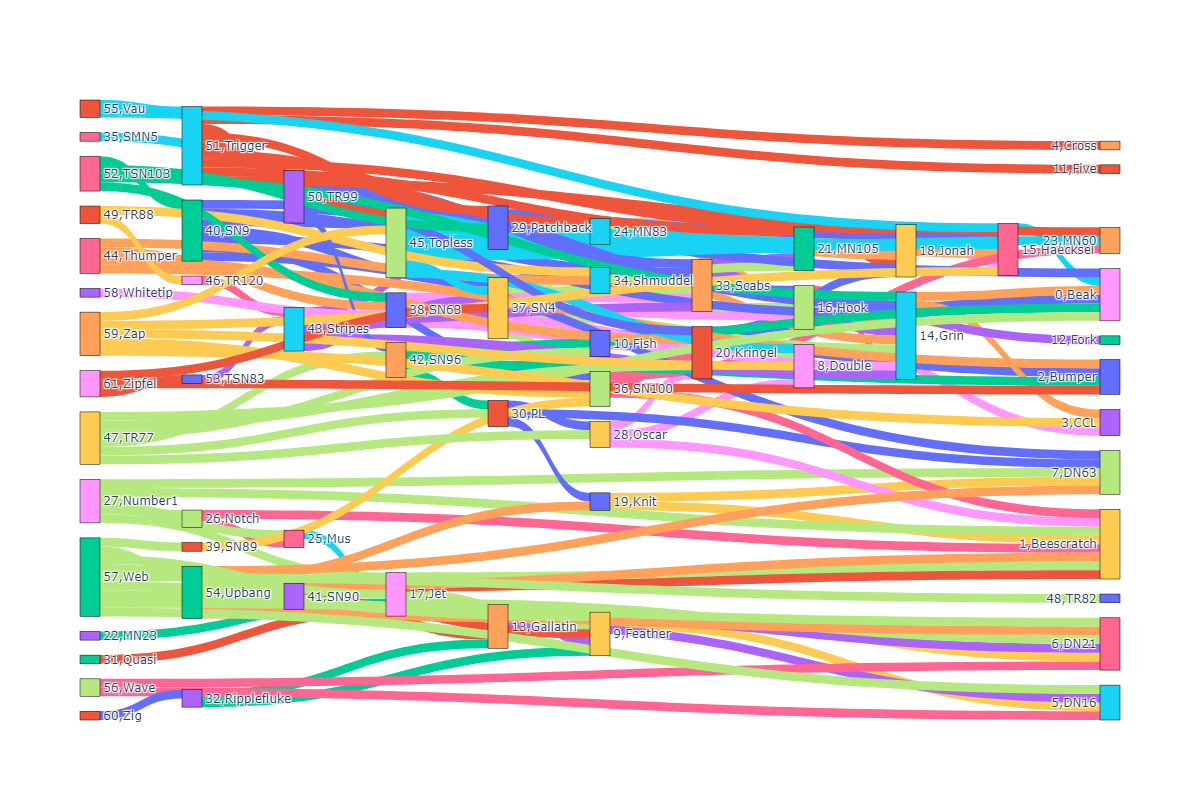 55,Vau
35,SMN5
52,TSN103
49,TR88
44,Thumper
58,Whitetip
59,Zap
61,Zipfel
47,TR77
27,Number1
57,Web
22,MN23
31,Quasi
56,Wave
60,Zig
51,Trigger
40,SN9
46,TR120
53,TSN83
26,Notch
39,SN89
54,Upbang
32,Ripplefluke
50,TR99
43,Stripes
25,Mus
41,SN90
45,Topless
38,SN63
42,SN96
17,Jet
29,Patchback
37,SN4
30,PL
13,Gallatin
24,MN83
34,Shmuddel
10,Fish
36,SN100
28,Oscar
19,Knit
9,Feather
33,Scabs
20,Kringel
21,MN105
16,Hook
8,Double
18,Jonah
14,Grin
15,Haecksel
4,Cross
11,Five
23,MN60
0,Beak
12,Fork
2,Bumper
3,CCL
7,DN63
1,Beescratch
48,TR82
6,DN21
5,DN16